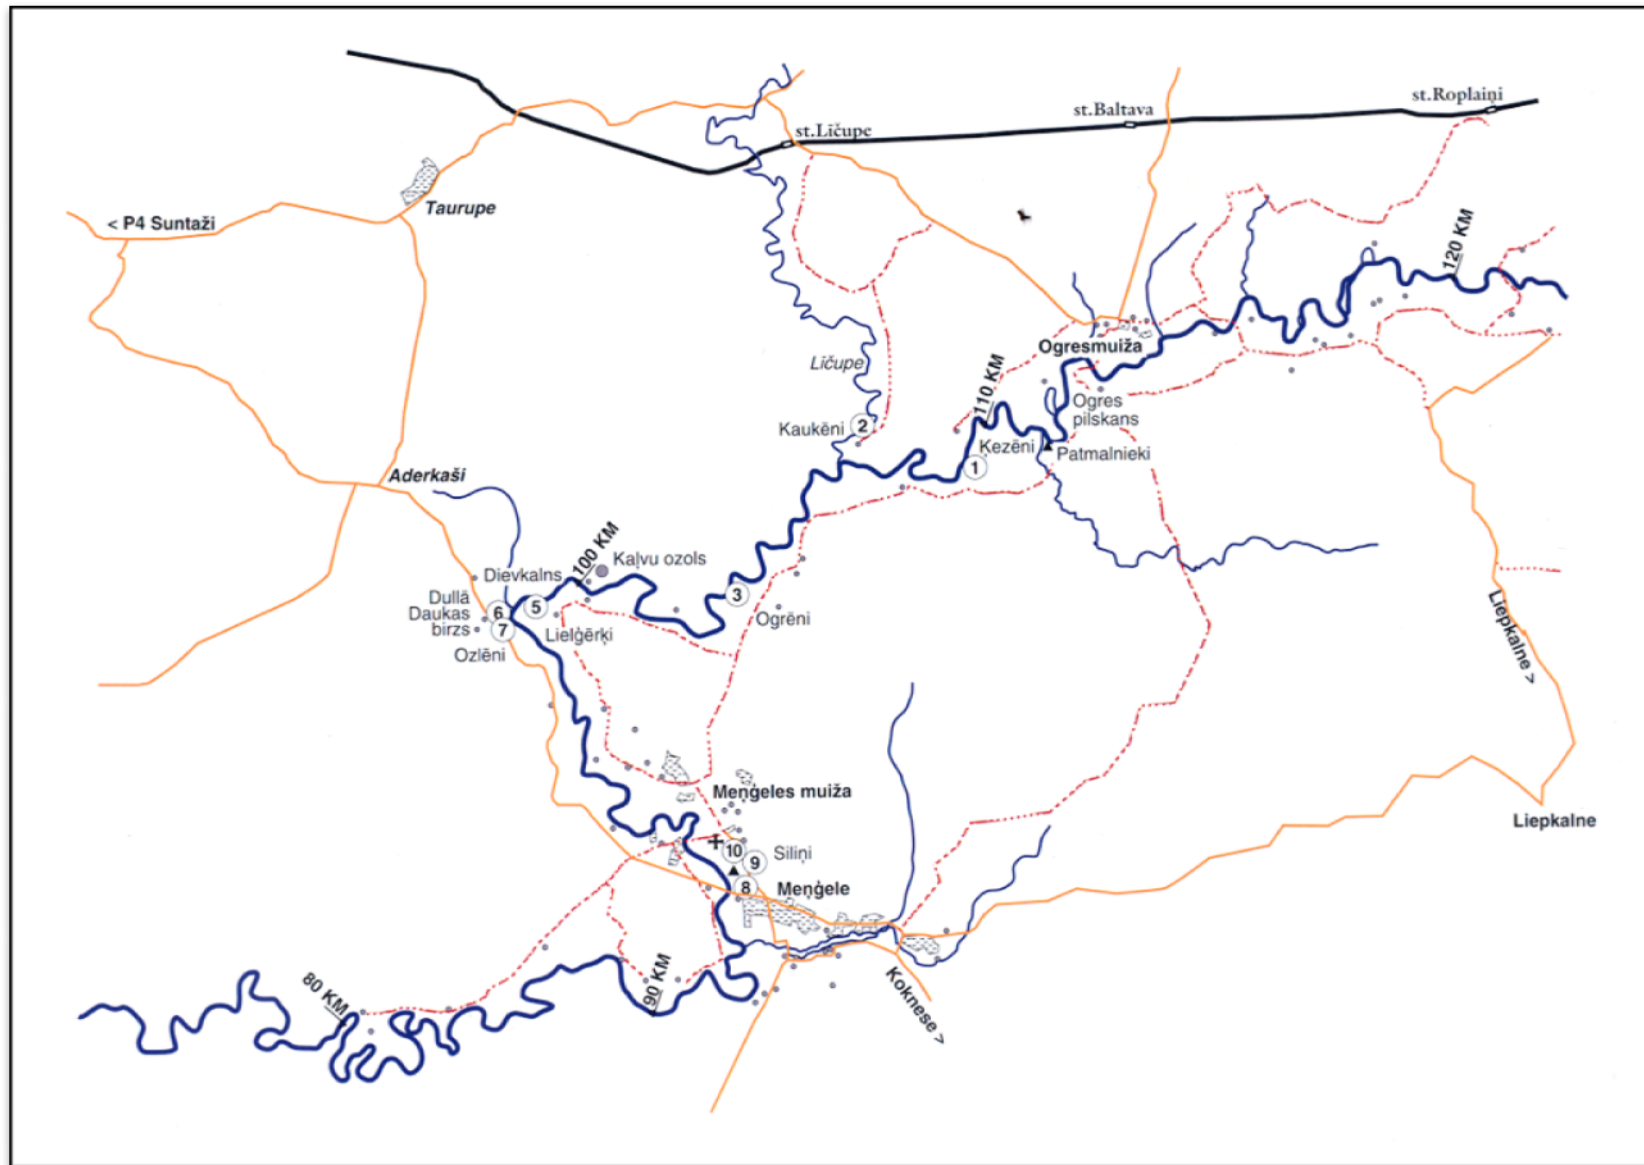 st.Roplaiņi
st.Baltava
st.Līčupe
Taurupe
< P4 Suntaži
120 KM
Ogresmuiža
Līčupe
110 KM
Ogres
pilskans
Kaukēni
2
Ķezēni
Patmalnieki
1
Aderkaši
100 KM
Kaļvu ozols
Dievkalns
Dullā
Daukas
birzs
6
5
3
7
Ogrēni
Lielģērķi
Ozlēni
Liepkalne >
Meņģeles muiža
Liepkalne
10
9
Siliņi
8
Meņģele
80 KM
90 KM
Koknese >